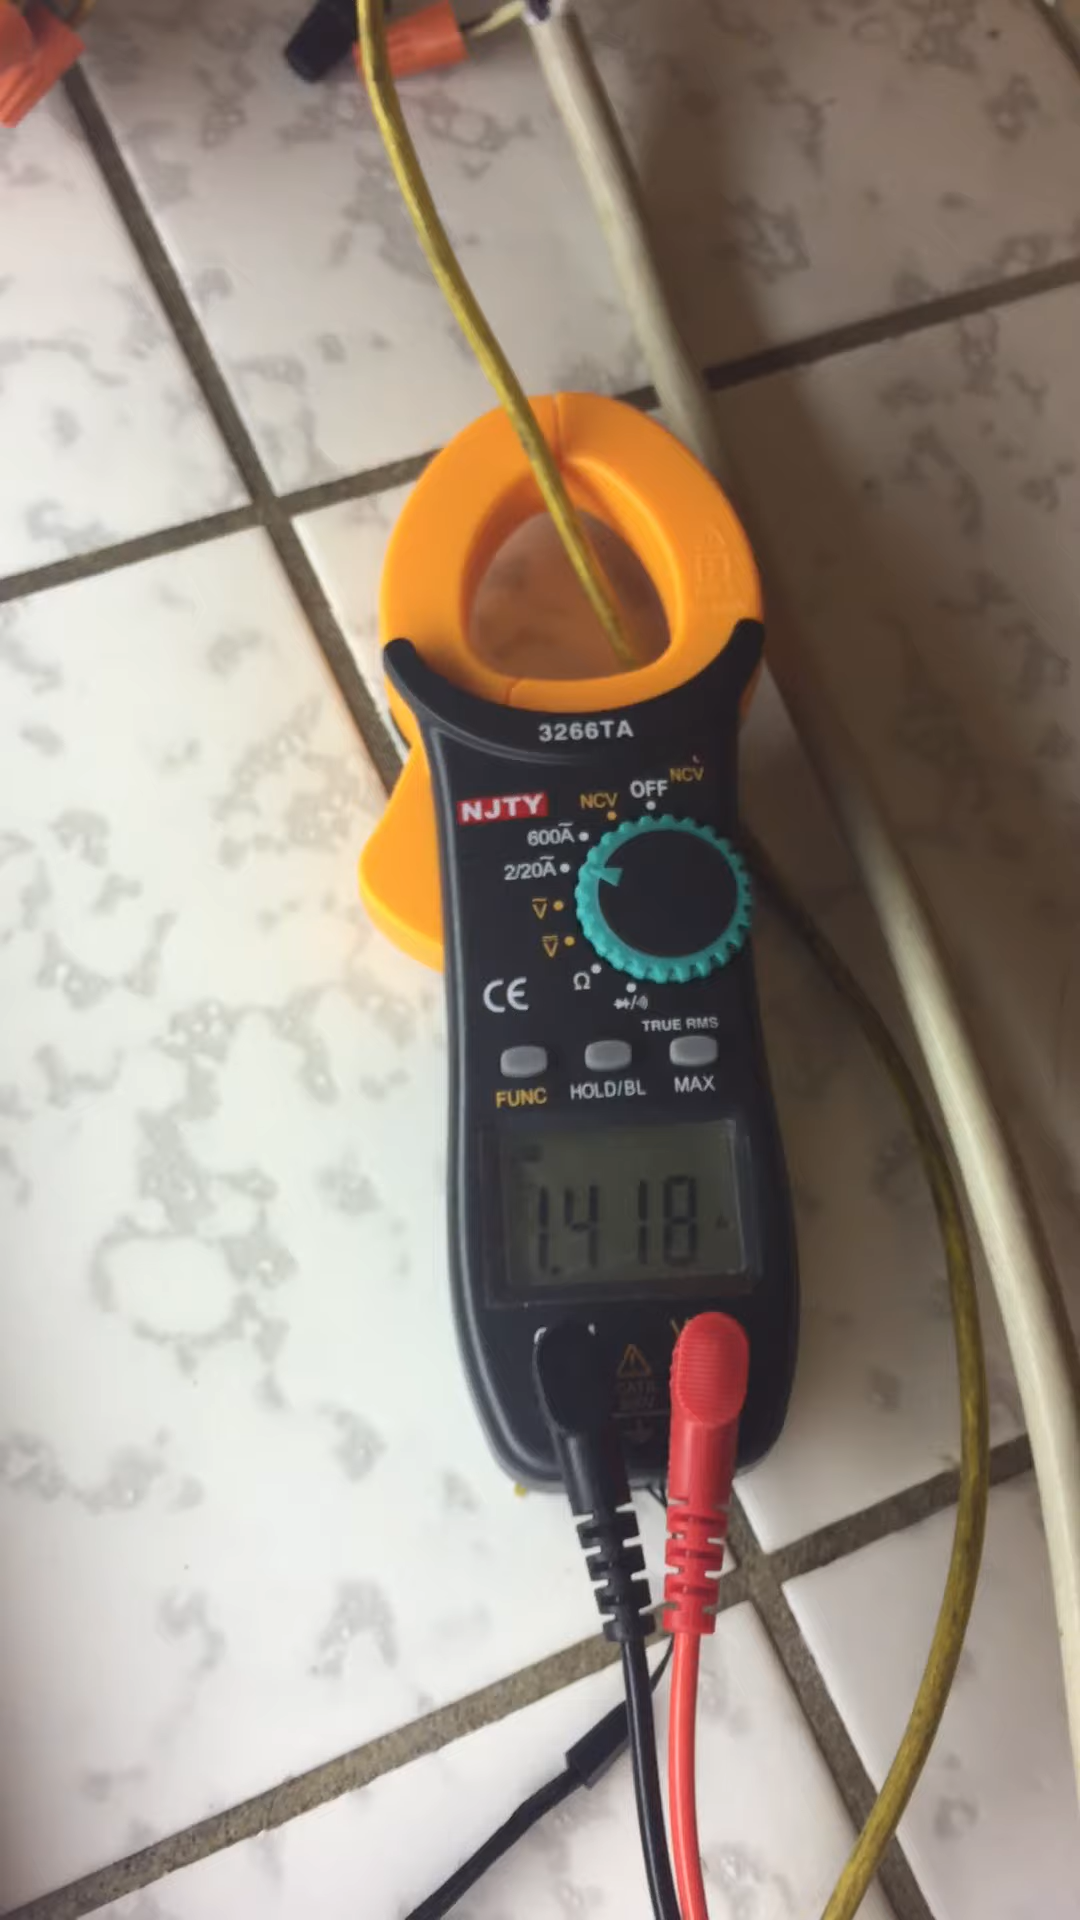 3266TA
NJTY
NCV
OFF
NCV
600A
2/20A
V
V
Ω
CE
TRUE RMS
FUNC
HOLD/BL
MAX
1.418